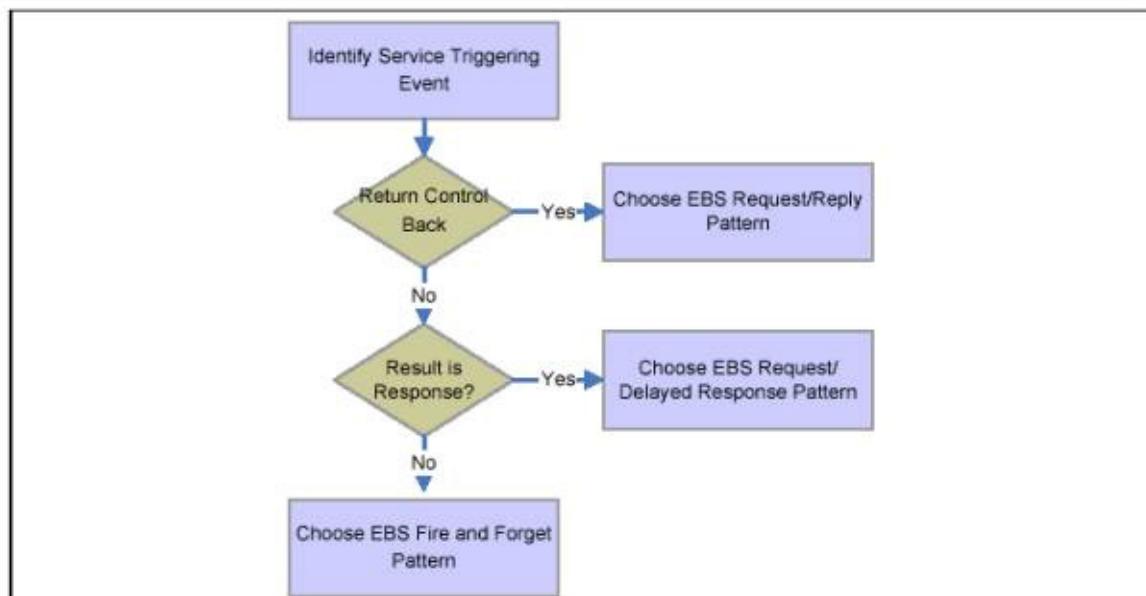 Identify Service Triggering
Event
Return Control
Back
Yes
Choose EBS Request/Reply
Pattern
No
Result is
Response?
Yes
Choose EBS Request/
Delayed Response Pattern
No
Choose EBS Fire and Forget
Pattern